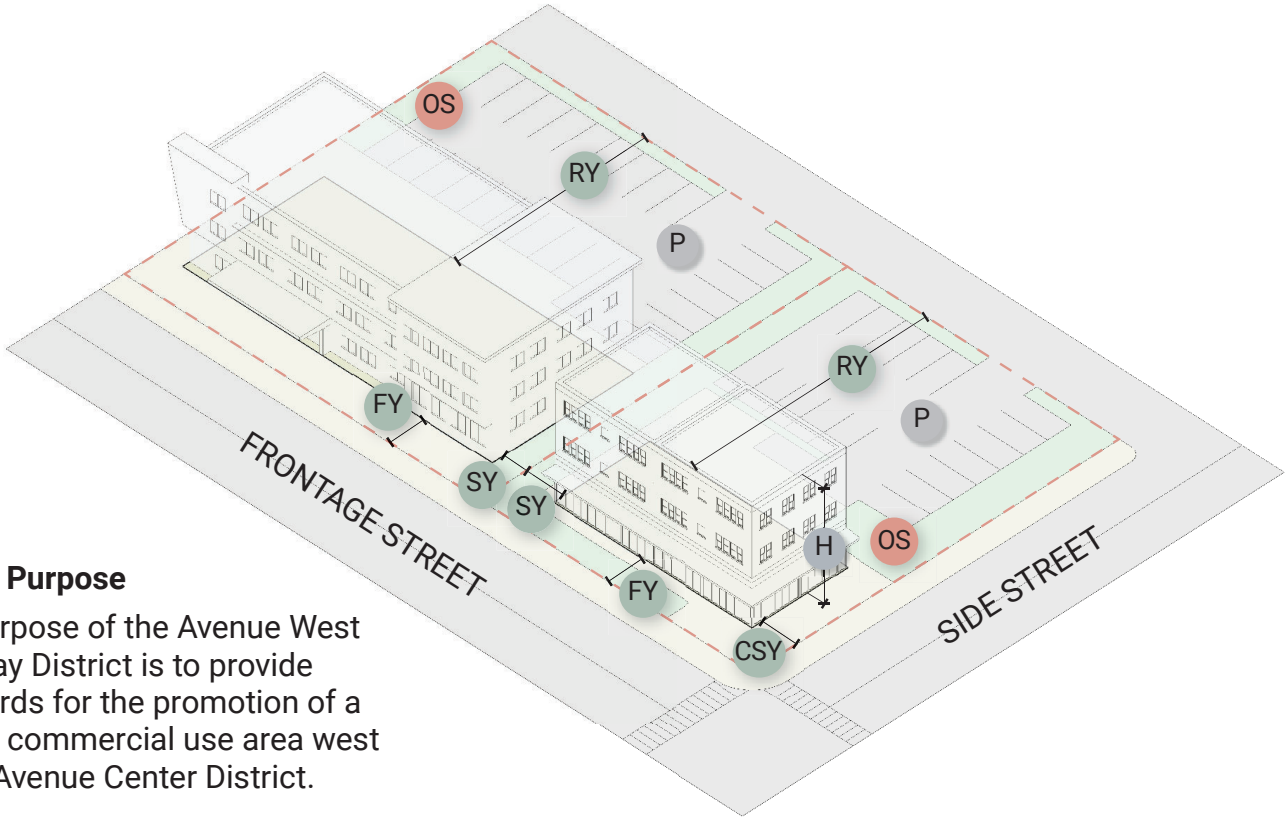 OS
RY
P
RY
P
FY
FRONTAGE STREET
SY
SY
H
OS
FY
SIDE STREET
CSY
Purpose
rpose of the Avenue West
ay District is to provide
rds for the promotion of a
commercial use area west
Avenue Center District.